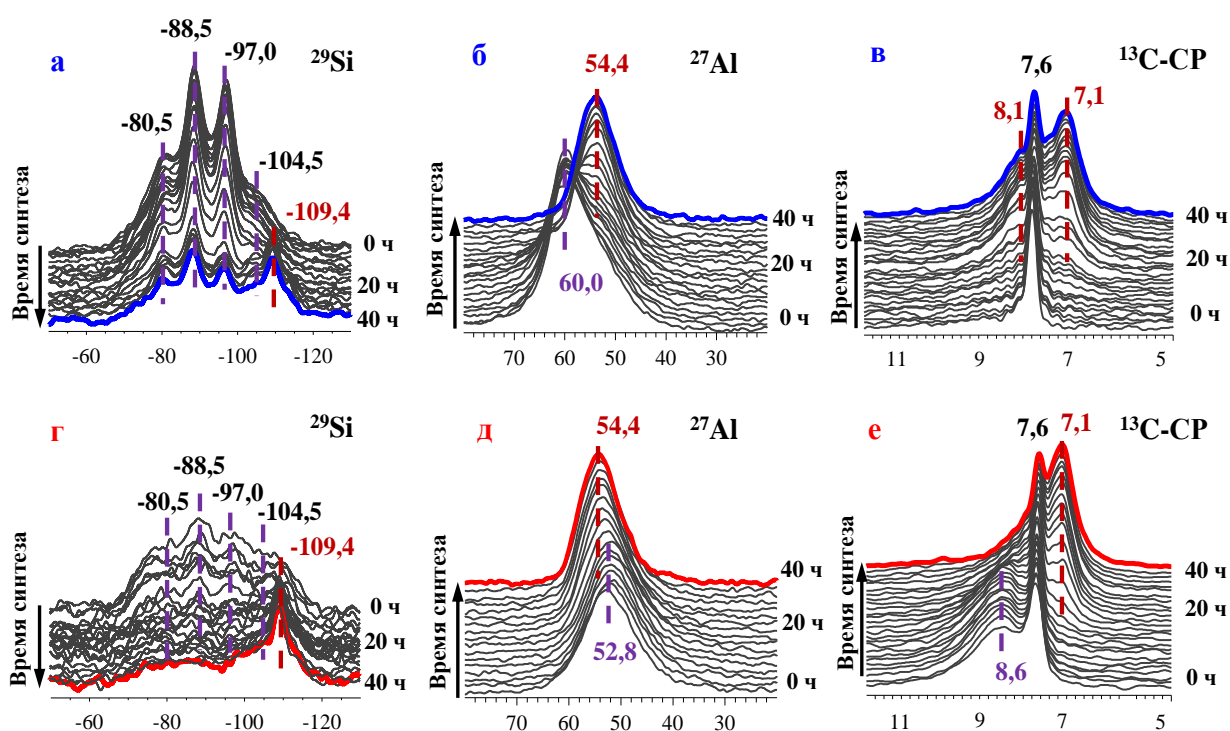 а
-88,5
-97,0
²⁹Si
-80,5
-104,5
-109,4
Время синтеза
0 ч
20 ч
40 ч
-60 -80 -100 -120
б
54,4
²⁷Al
60,0
Время синтеза
40 ч
20 ч
0 ч
70 60 50 40 30
в
7,6
¹³C-CP
8,1
7,1
Время синтеза
40 ч
20 ч
0 ч
11 9 7 5
г
²⁹Si
-88,5
-80,5
-97,0
-104,5
-109,4
Время синтеза
0 ч
20 ч
40 ч
-60 -80 -100 -120
д
54,4
²⁷Al
52,8
Время синтеза
40 ч
20 ч
0 ч
70 60 50 40 30
е
7,6
7,1
¹³C-CP
8,6
Время синтеза
40 ч
20 ч
0 ч
11 9 7 5